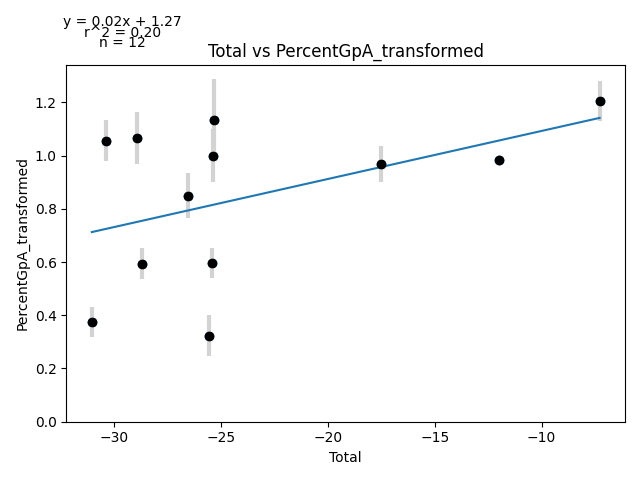 y = 0.02x + 1.27
r^2 = 0.20
n = 12
Total vs PercentGpA_transformed
PercentGpA_transformed
1.2
1.0
0.8
0.6
0.4
0.2
0.0
−30
−25
−20
−15
−10
Total